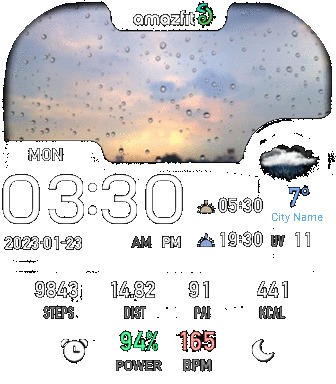 amazfit 5
MON
03:30
05:30
7°
City Name
2023-01-23 AM PM
19:30 UV 11
9843 14.82 91 441
STEPS DIST PAI KCAL
94% 165
POWER BPM